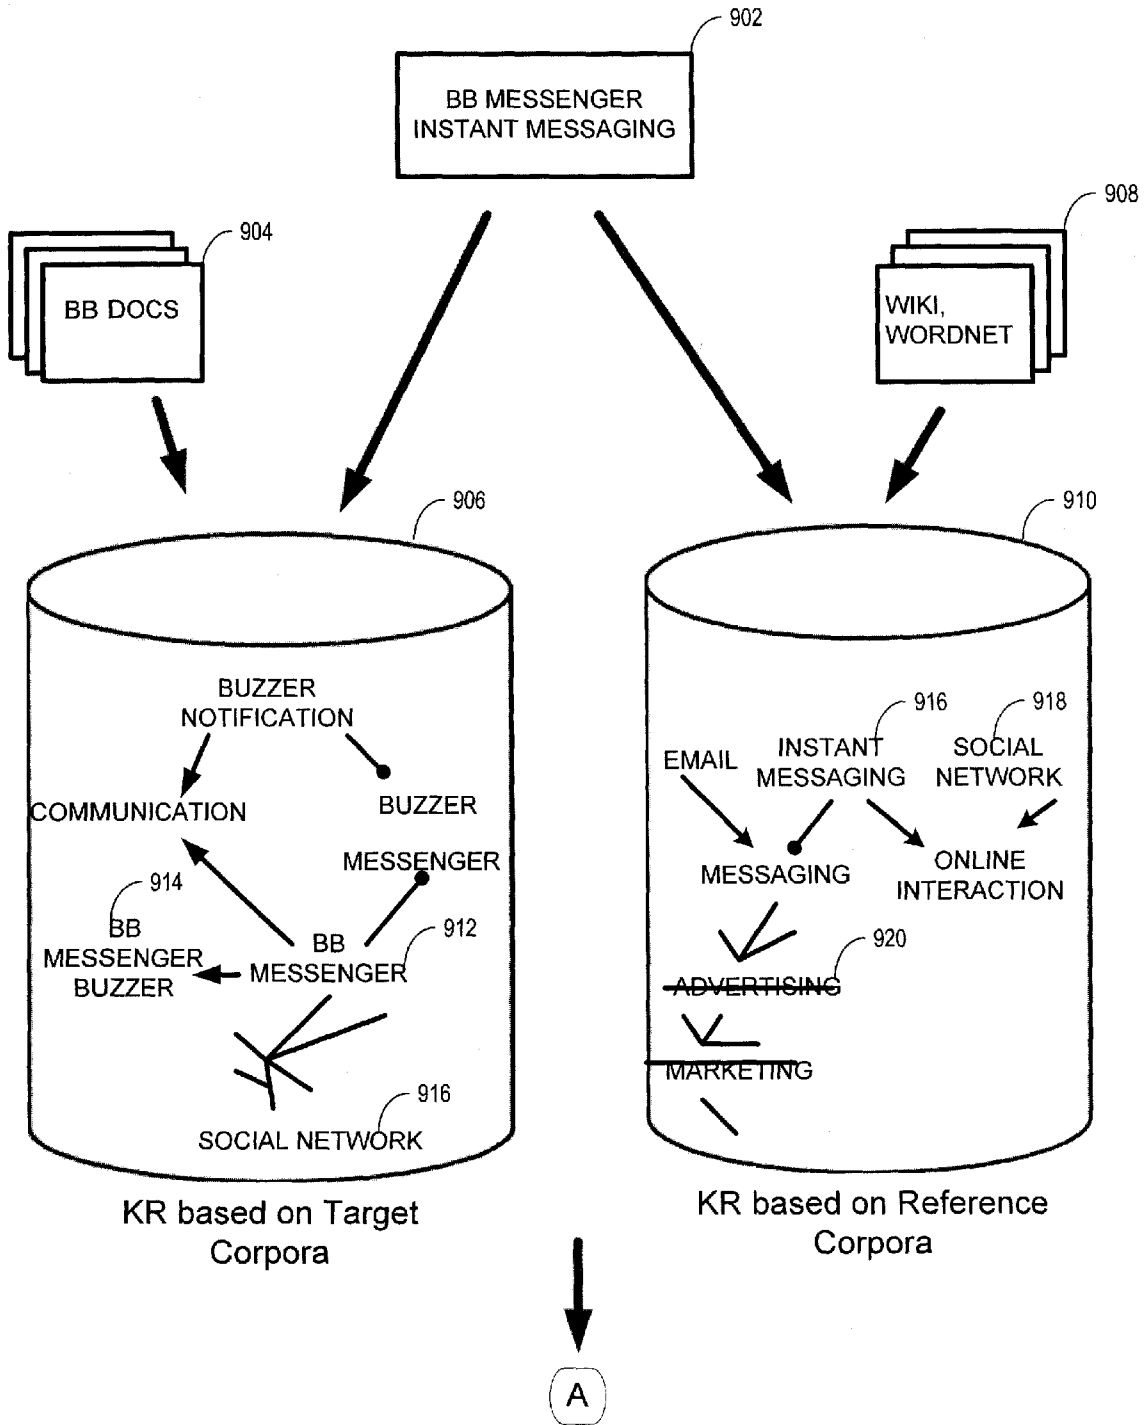 902
BB MESSENGER
INSTANT MESSAGING
908
904
BB DOCS
WIKI,
WORDNET
906
910
BUZZER
NOTIFICATION
COMMUNICATION
BUZZER
MESSENGER
914
BB
MESSENGER
BUZZER
912
BB
MESSENGER
916
SOCIAL NETWORK
916
918
EMAIL
INSTANT
MESSAGING
SOCIAL
NETWORK
MESSAGING
ONLINE
INTERACTION
920
ADVERTISING
MARKETING
KR based on Target
Corpora
KR based on Reference
Corpora
A